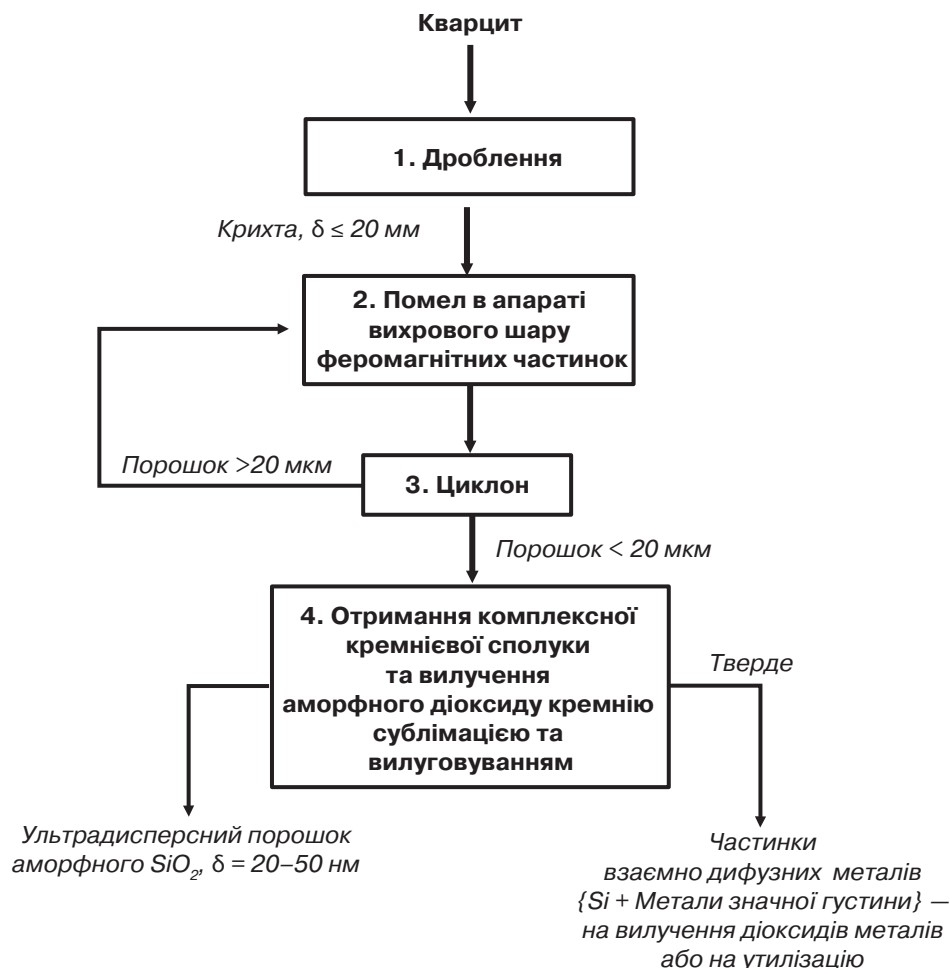 Кварцит
1. Дроблення
Крихта, δ ≤ 20 мм
2. Помел в апараті
вихрового шару
феромагнітних частинок
Порошок >20 мкм
3. Циклон
Порошок < 20 мкм
4. Отримання комплексної
кремнієвої сполуки
та вилучення
аморфного діоксиду кремнію
сублімацією та
вилуговуванням
Тверде
Ультрадисперсний порошок
аморфного SiO₂, δ = 20–50 нм
Частинки
взаємно дифузних металів
{Si + Метали значної густини} —
на вилучення діоксидів металів
або на утилізацію